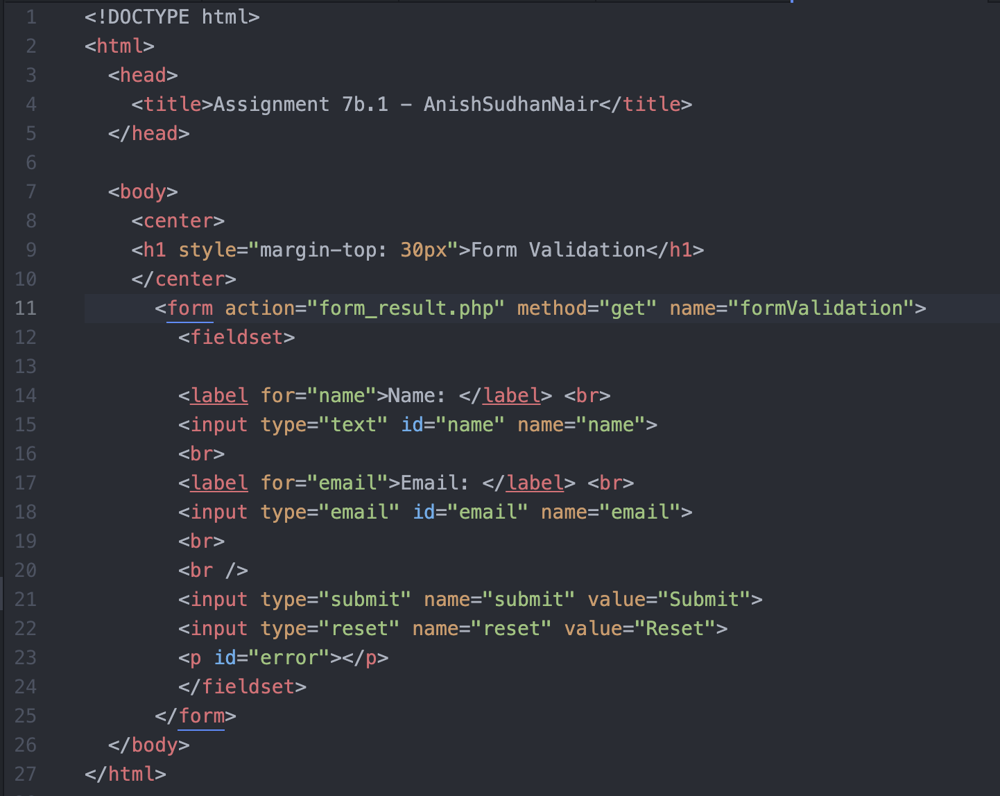 1 <!DOCTYPE html>
2 <html>
3 <head>
4 <title>Assignment 7b.1 - AnishSudhanNair</title>
5 </head>
6
7 <body>
8 <center>
9 <h1 style="margin-top: 30px">Form Validation</h1>
10 </center>
11 <form action="form_result.php" method="get" name="formValidation">
12 <fieldset>
13
14 <label for="name">Name: </label> <br>
15 <input type="text" id="name" name="name">
16 <br>
17 <label for="email">Email: </label> <br>
18 <input type="email" id="email" name="email">
19 <br>
20 <br />
21 <input type="submit" name="submit" value="Submit">
22 <input type="reset" name="reset" value="Reset">
23 <p id="error"></p>
24 </fieldset>
25 </form>
26 </body>
27 </html>